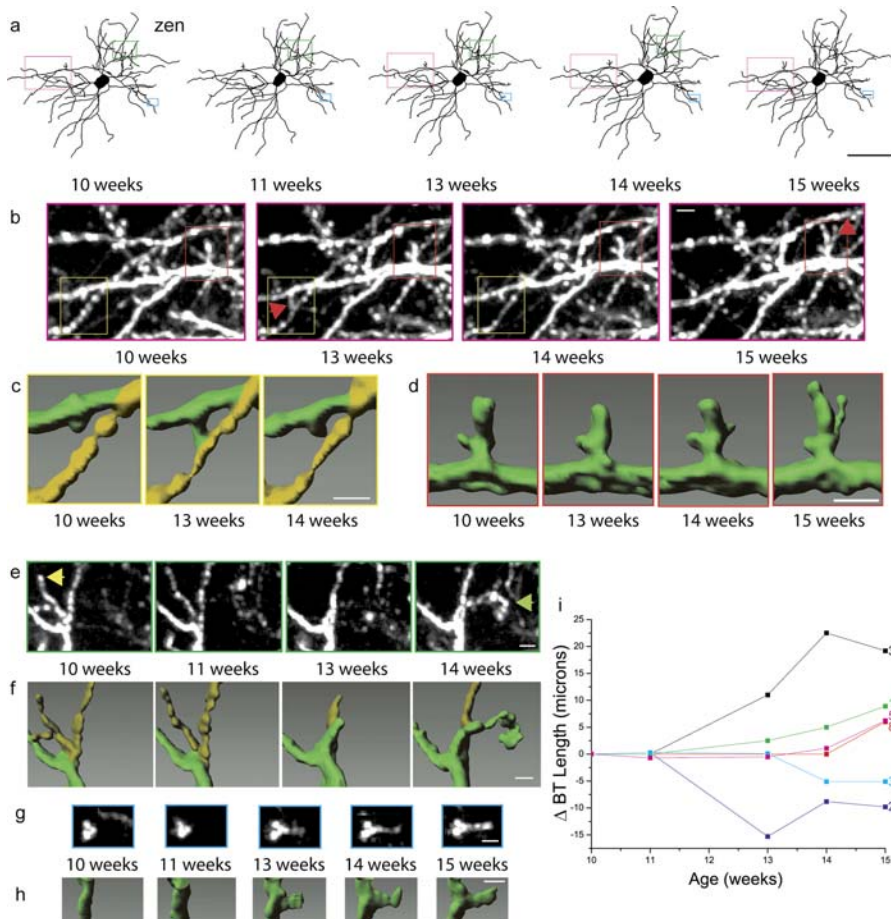 a zen
10 weeks 11 weeks 13 weeks 14 weeks 15 weeks
b
10 weeks 13 weeks 14 weeks 15 weeks
c d
10 weeks 13 weeks 14 weeks 10 weeks 13 weeks 14 weeks 15 weeks
e
10 weeks 11 weeks 13 weeks 14 weeks
f
g
10 weeks 11 weeks 13 weeks 14 weeks 15 weeks
h
i
25
20
15
10
5
0
-5
-10
-15
10 11 12 13 14 15
Δ BT Length (microns)
Age (weeks)